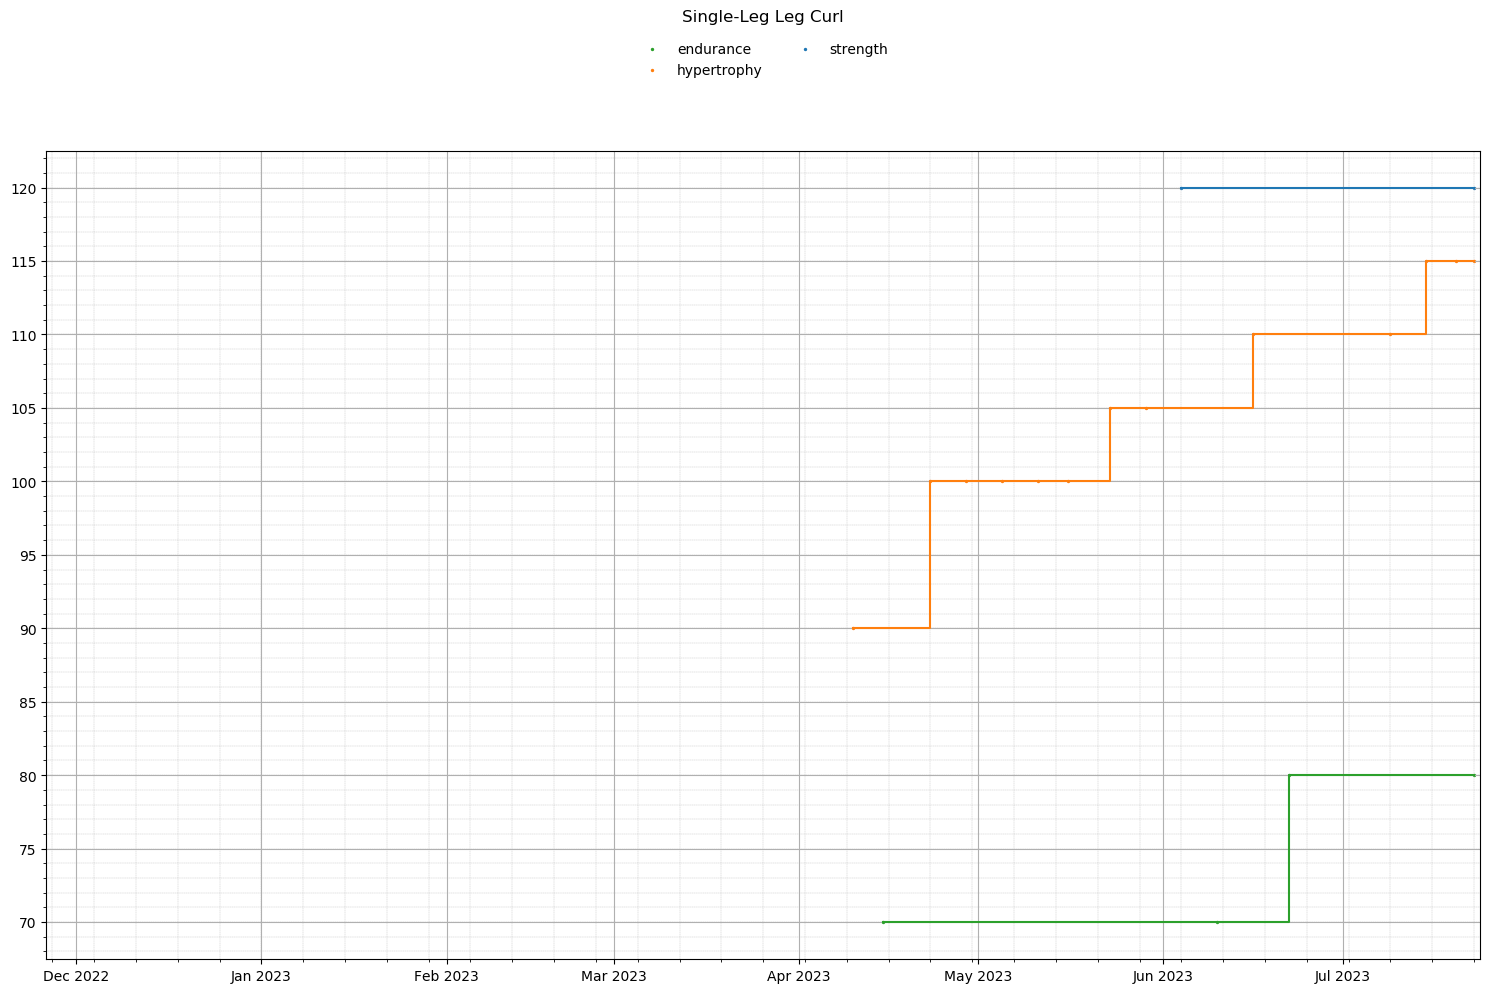 Single-Leg Leg Curl
endurance
strength
hypertrophy
120
115
110
105
100
95
90
85
80
75
70
Dec 2022
Jan 2023
Feb 2023
Mar 2023
Apr 2023
May 2023
Jun 2023
Jul 2023